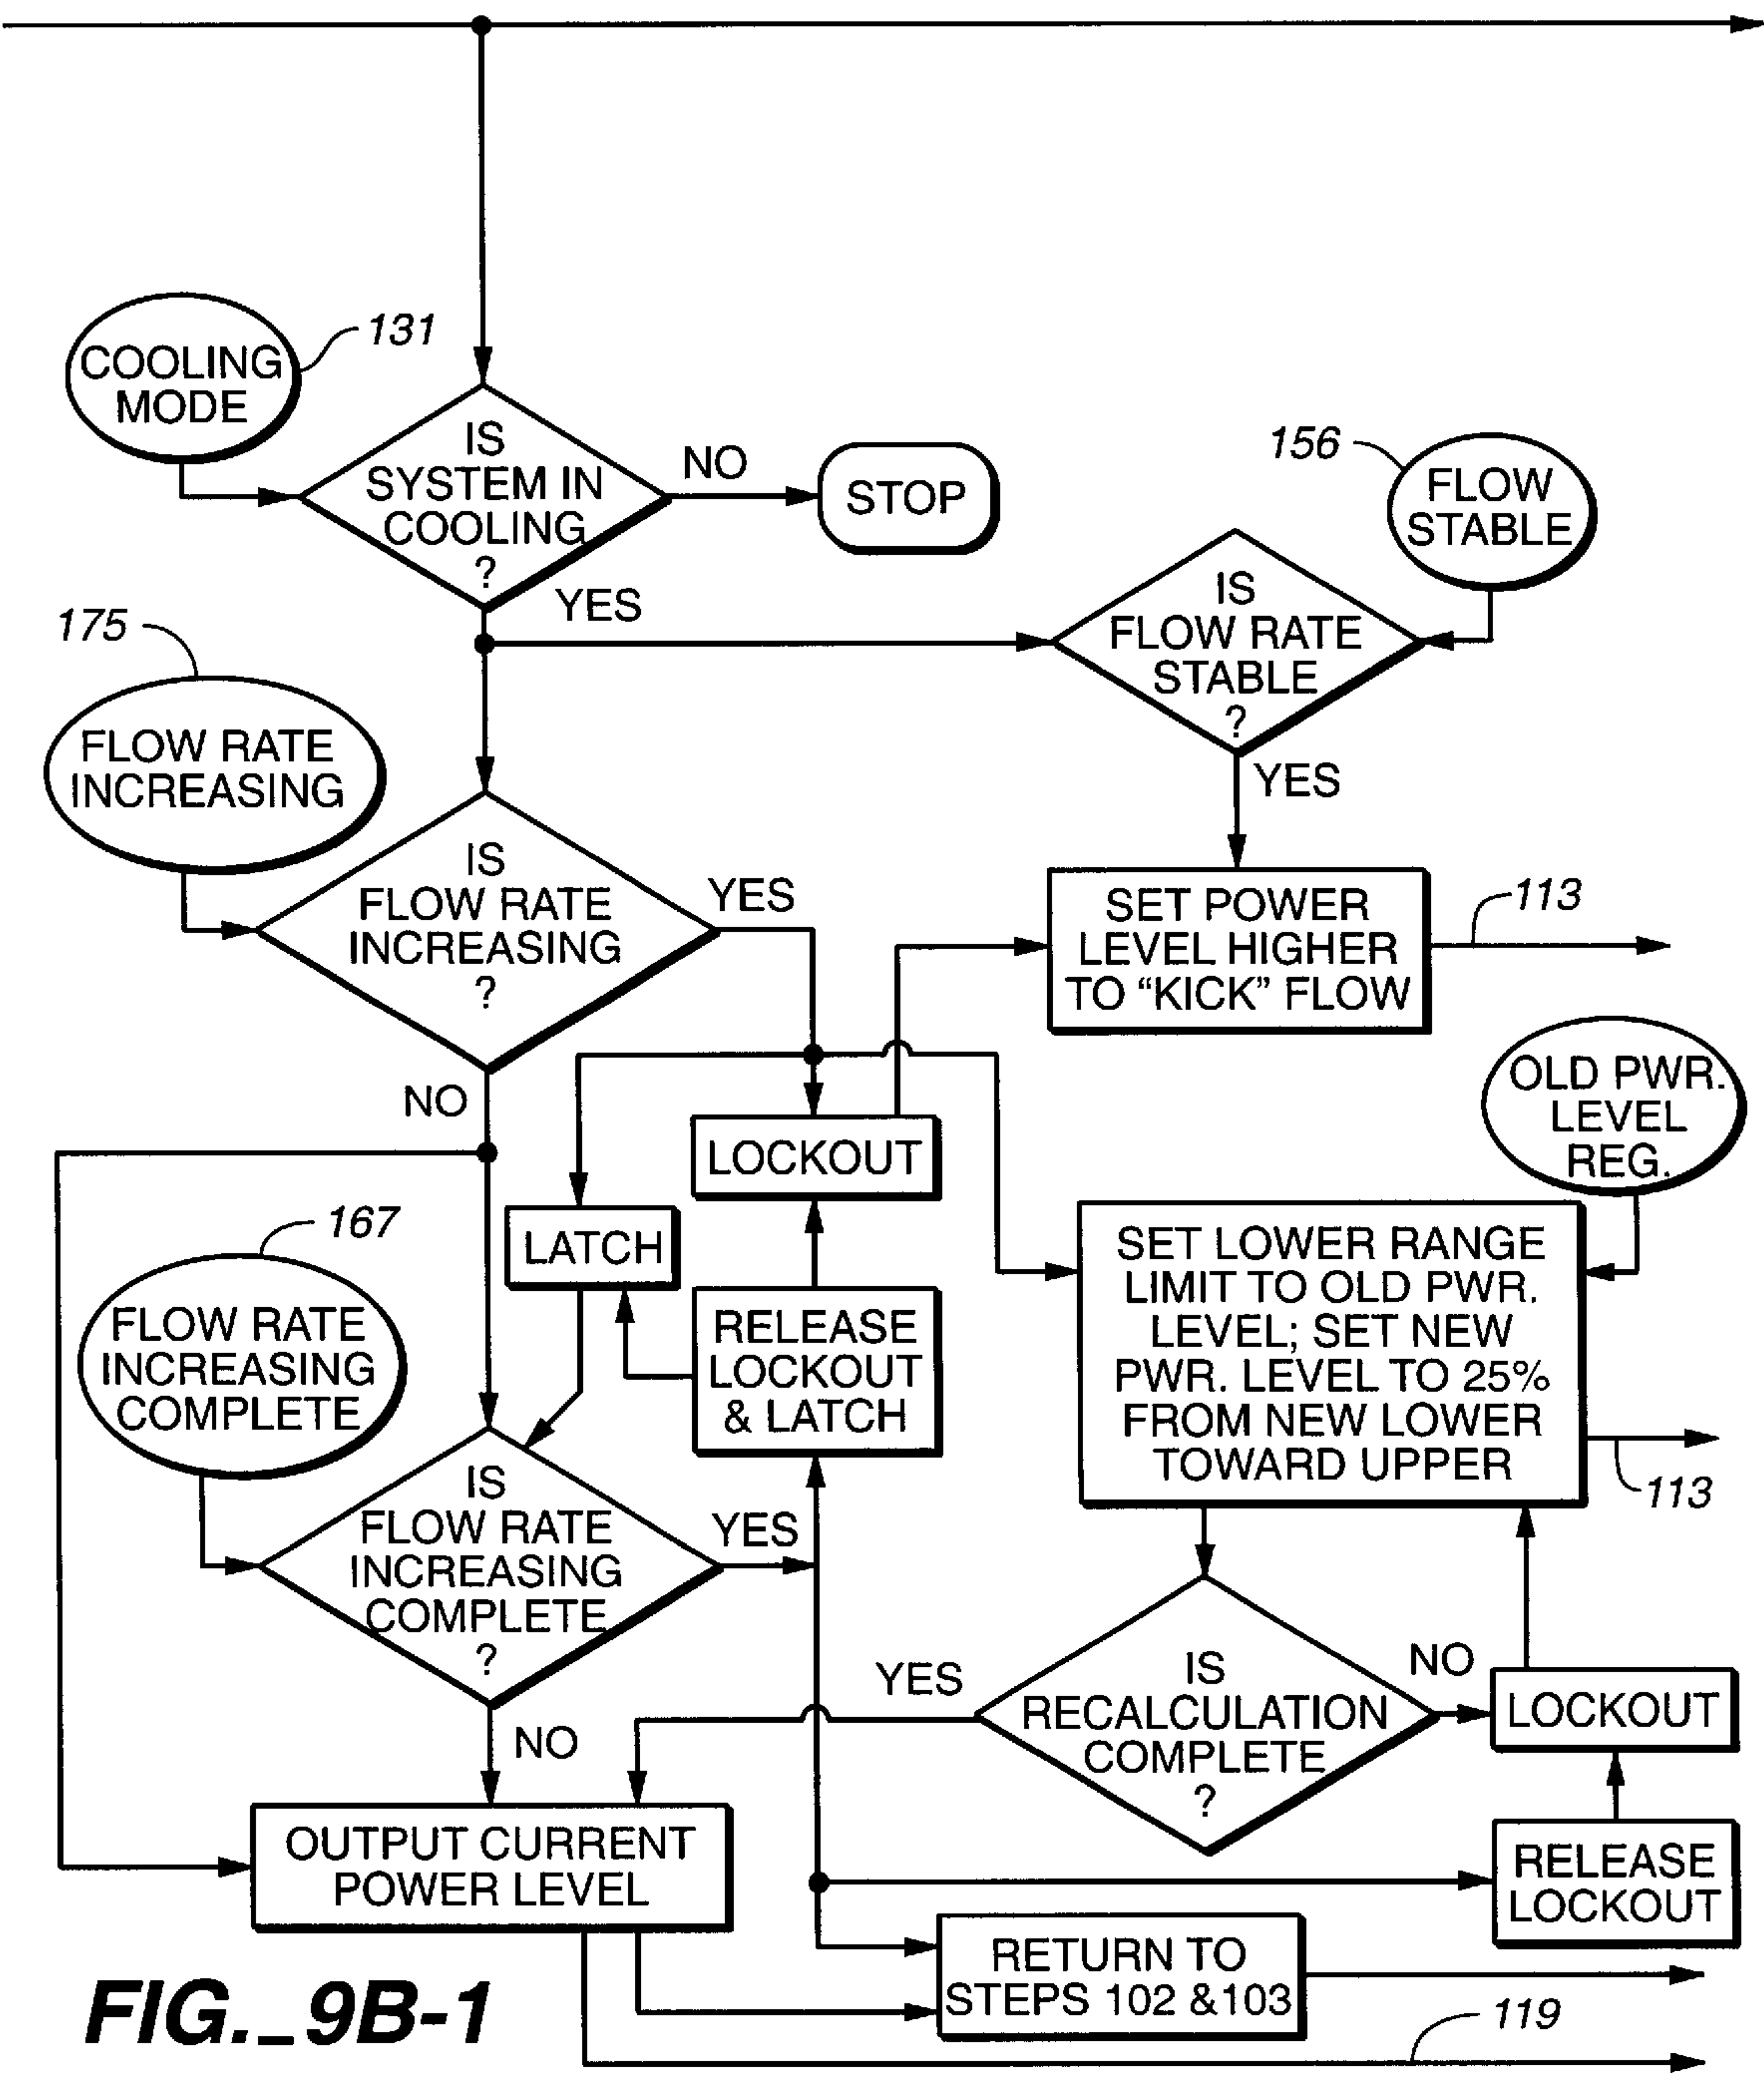 131
COOLING
MODE
IS
SYSTEM IN
COOLING
?
NO
STOP
YES
156
FLOW
STABLE
IS
FLOW RATE
STABLE
?
YES
175
FLOW RATE
INCREASING
IS
FLOW RATE
INCREASING
?
YES
NO
SET POWER
LEVEL HIGHER
TO “KICK” FLOW
113
OLD PWR.
LEVEL
REG.
LOCKOUT
LATCH
RELEASE
LOCKOUT
& LATCH
167
FLOW RATE
INCREASING
COMPLETE
SET LOWER RANGE
LIMIT TO OLD PWR.
LEVEL; SET NEW
PWR. LEVEL TO 25%
FROM NEW LOWER
TOWARD UPPER
113
IS
FLOW RATE
INCREASING
COMPLETE
?
YES
NO
YES
IS
RECALCULATION
COMPLETE
?
NO
LOCKOUT
RELEASE
LOCKOUT
OUTPUT CURRENT
POWER LEVEL
RETURN TO
STEPS 102 &103
119
FIG._9B-1